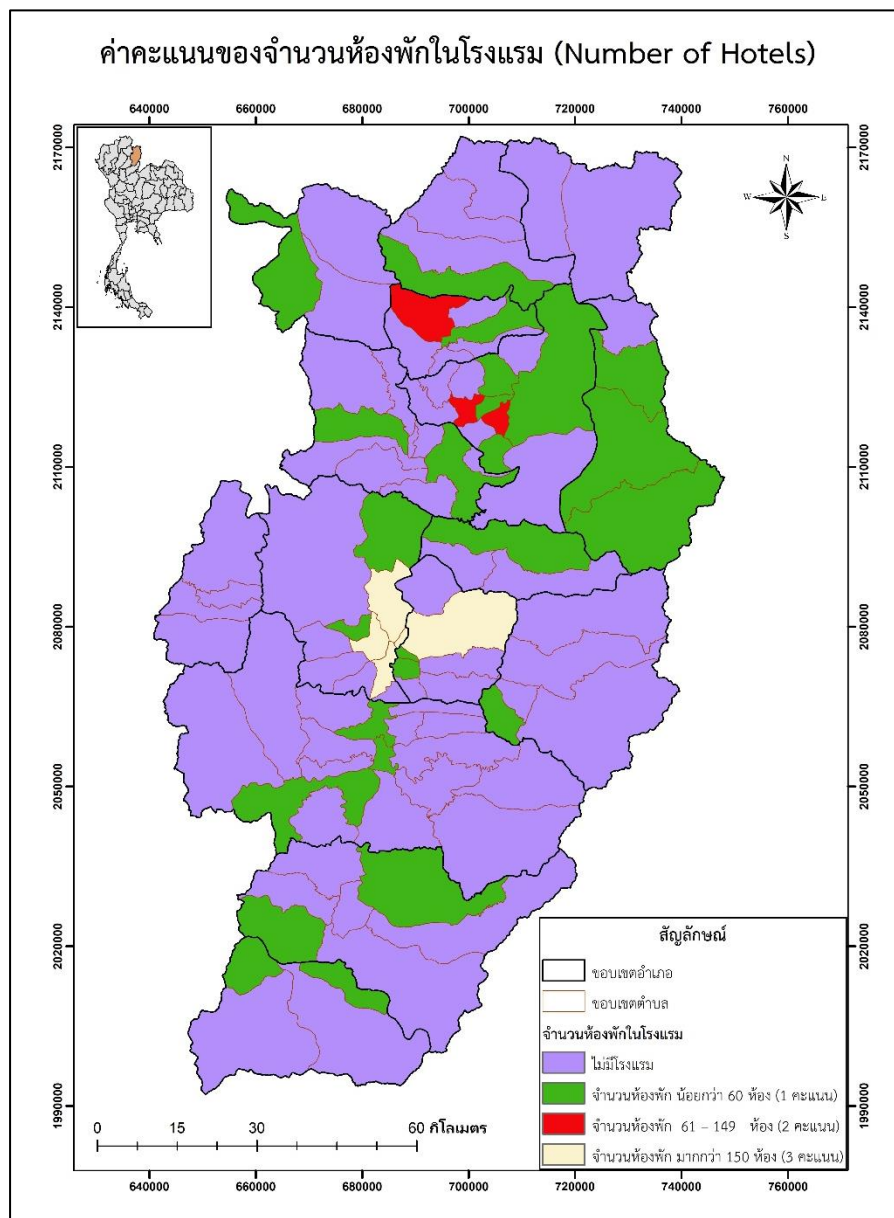 ค่าคะแนนของจำนวนห้องพักในโรงแรม (Number of Hotels)
640000 660000 680000 700000 720000 740000 760000
2170000 2170000
N
W E
S
2140000 2140000
2110000 2110000
2080000 2080000
2050000 2050000
2020000 2020000
1990000 1990000
สัญลักษณ์
ขอบเขตอำเภอ
ขอบเขตตำบล
จำนวนห้องพักในโรงแรม
ไม่มีโรงแรม
จำนวนห้องพัก น้อยกว่า 60 ห้อง (1 คะแนน)
จำนวนห้องพัก 61 – 149 ห้อง (2 คะแนน)
จำนวนห้องพัก มากกว่า 150 ห้อง (3 คะแนน)
0 15 30 60 กิโลเมตร
640000 660000 680000 700000 720000 740000 760000